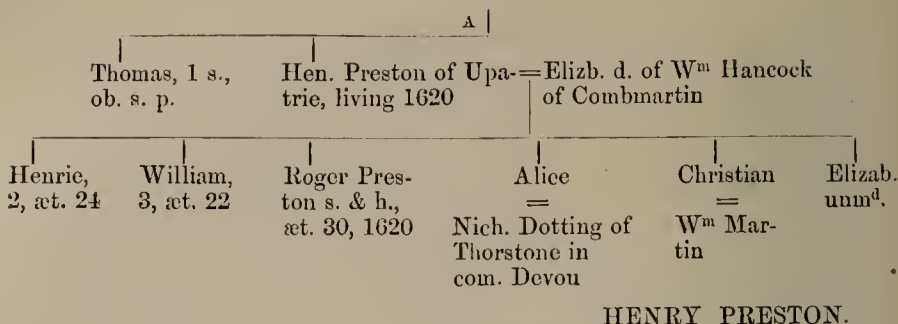 A
Thomas, 1 s.,
ob. s. p.
Hen. Preston of Upa-
trie, living 1620
=Elizb. d. of Wᵐ Hancock
of Combmartin
Henrie,
2, æt. 24
William,
3, æt. 22
Roger Pres-
ton s. & h.,
æt. 30, 1620
Alice
=
Nich. Dotting of
Thorstone in
com. Devou
Christian
=
Wᵐ Mar-
tin
Elizab.
unmᵈ.
HENRY PRESTON.